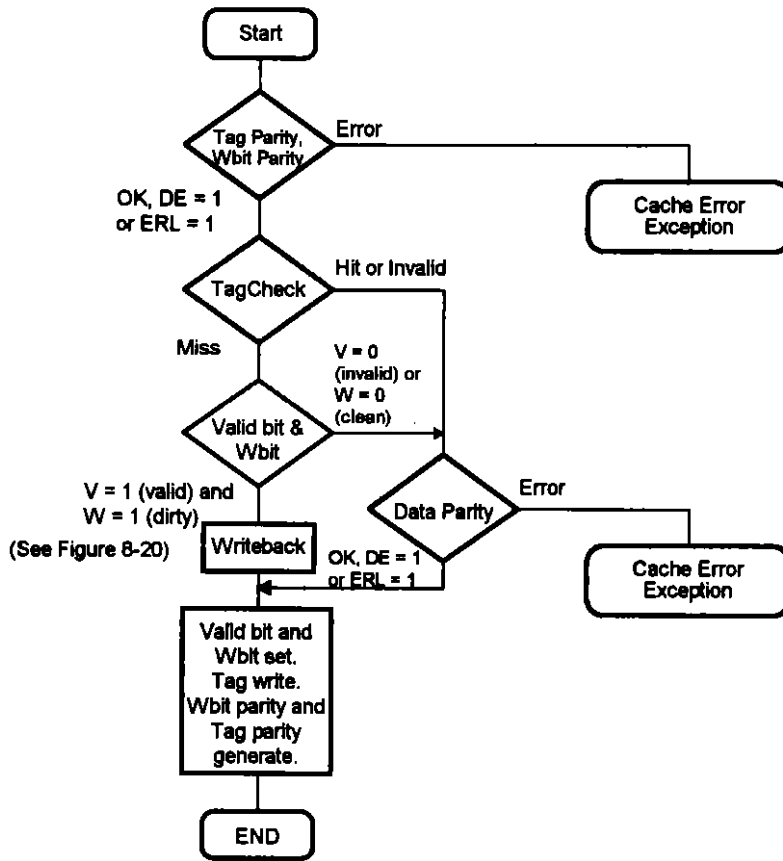 Start
Tag Parity,
Wbit Parity
Error
OK, DE = 1
or ERL = 1
Cache Error
Exception
TagCheck
Hit or Invalid
Miss
V = 0
(invalid) or
W = 0
(clean)
Valid bit &
Wbit
V = 1 (valid) and
W = 1 (dirty)
Data Parity
Error
(See Figure 8-20)
Writeback
OK, DE = 1
or ERL = 1
Cache Error
Exception
Valid bit and
Wbit set.
Tag write.
Wbit parity and
Tag parity
generate.
END